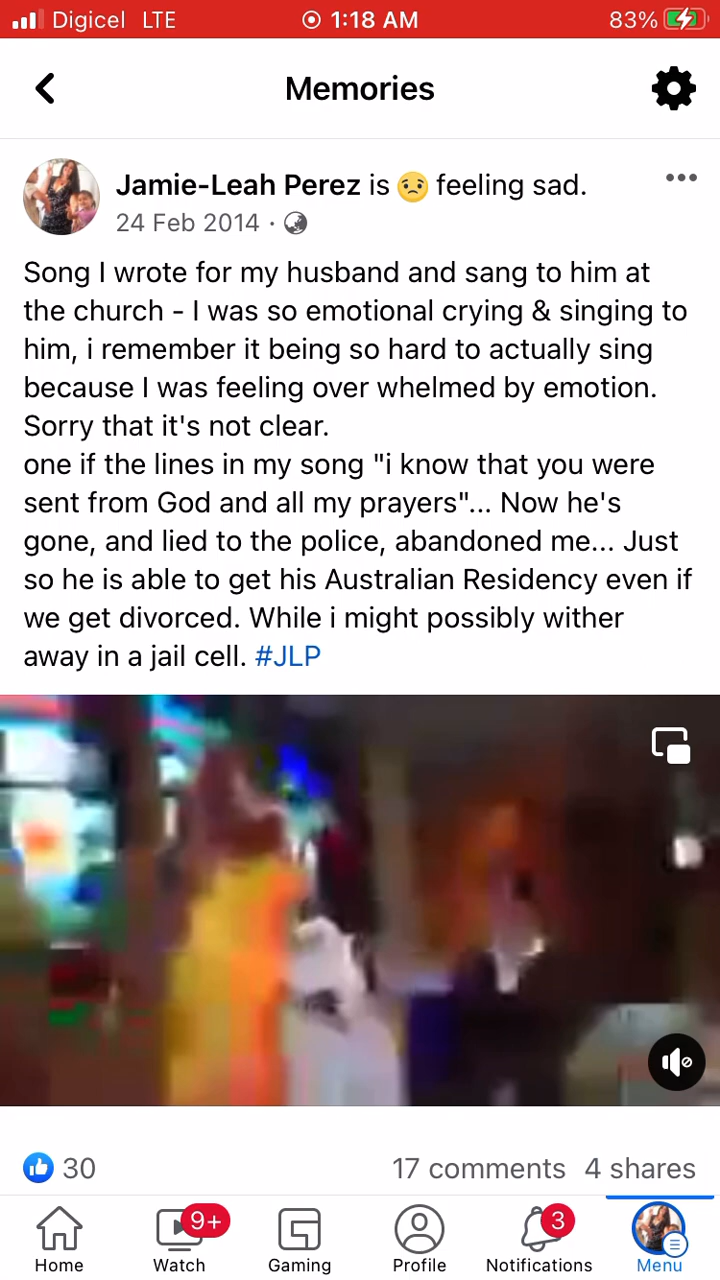 Digicel LTE 1:18 AM 83%
Memories
Jamie-Leah Perez is 😟 feeling sad.
24 Feb 2014 ·
Song I wrote for my husband and sang to him at
the church - I was so emotional crying & singing to
him, i remember it being so hard to actually sing
because I was feeling over whelmed by emotion.
Sorry that it's not clear.
one if the lines in my song "i know that you were
sent from God and all my prayers"... Now he's
gone, and lied to the police, abandoned me... Just
so he is able to get his Australian Residency even if
we get divorced. While i might possibly wither
away in a jail cell. #JLP
30 17 comments 4 shares
9+ 3
Home Watch Gaming Profile Notifications Menu